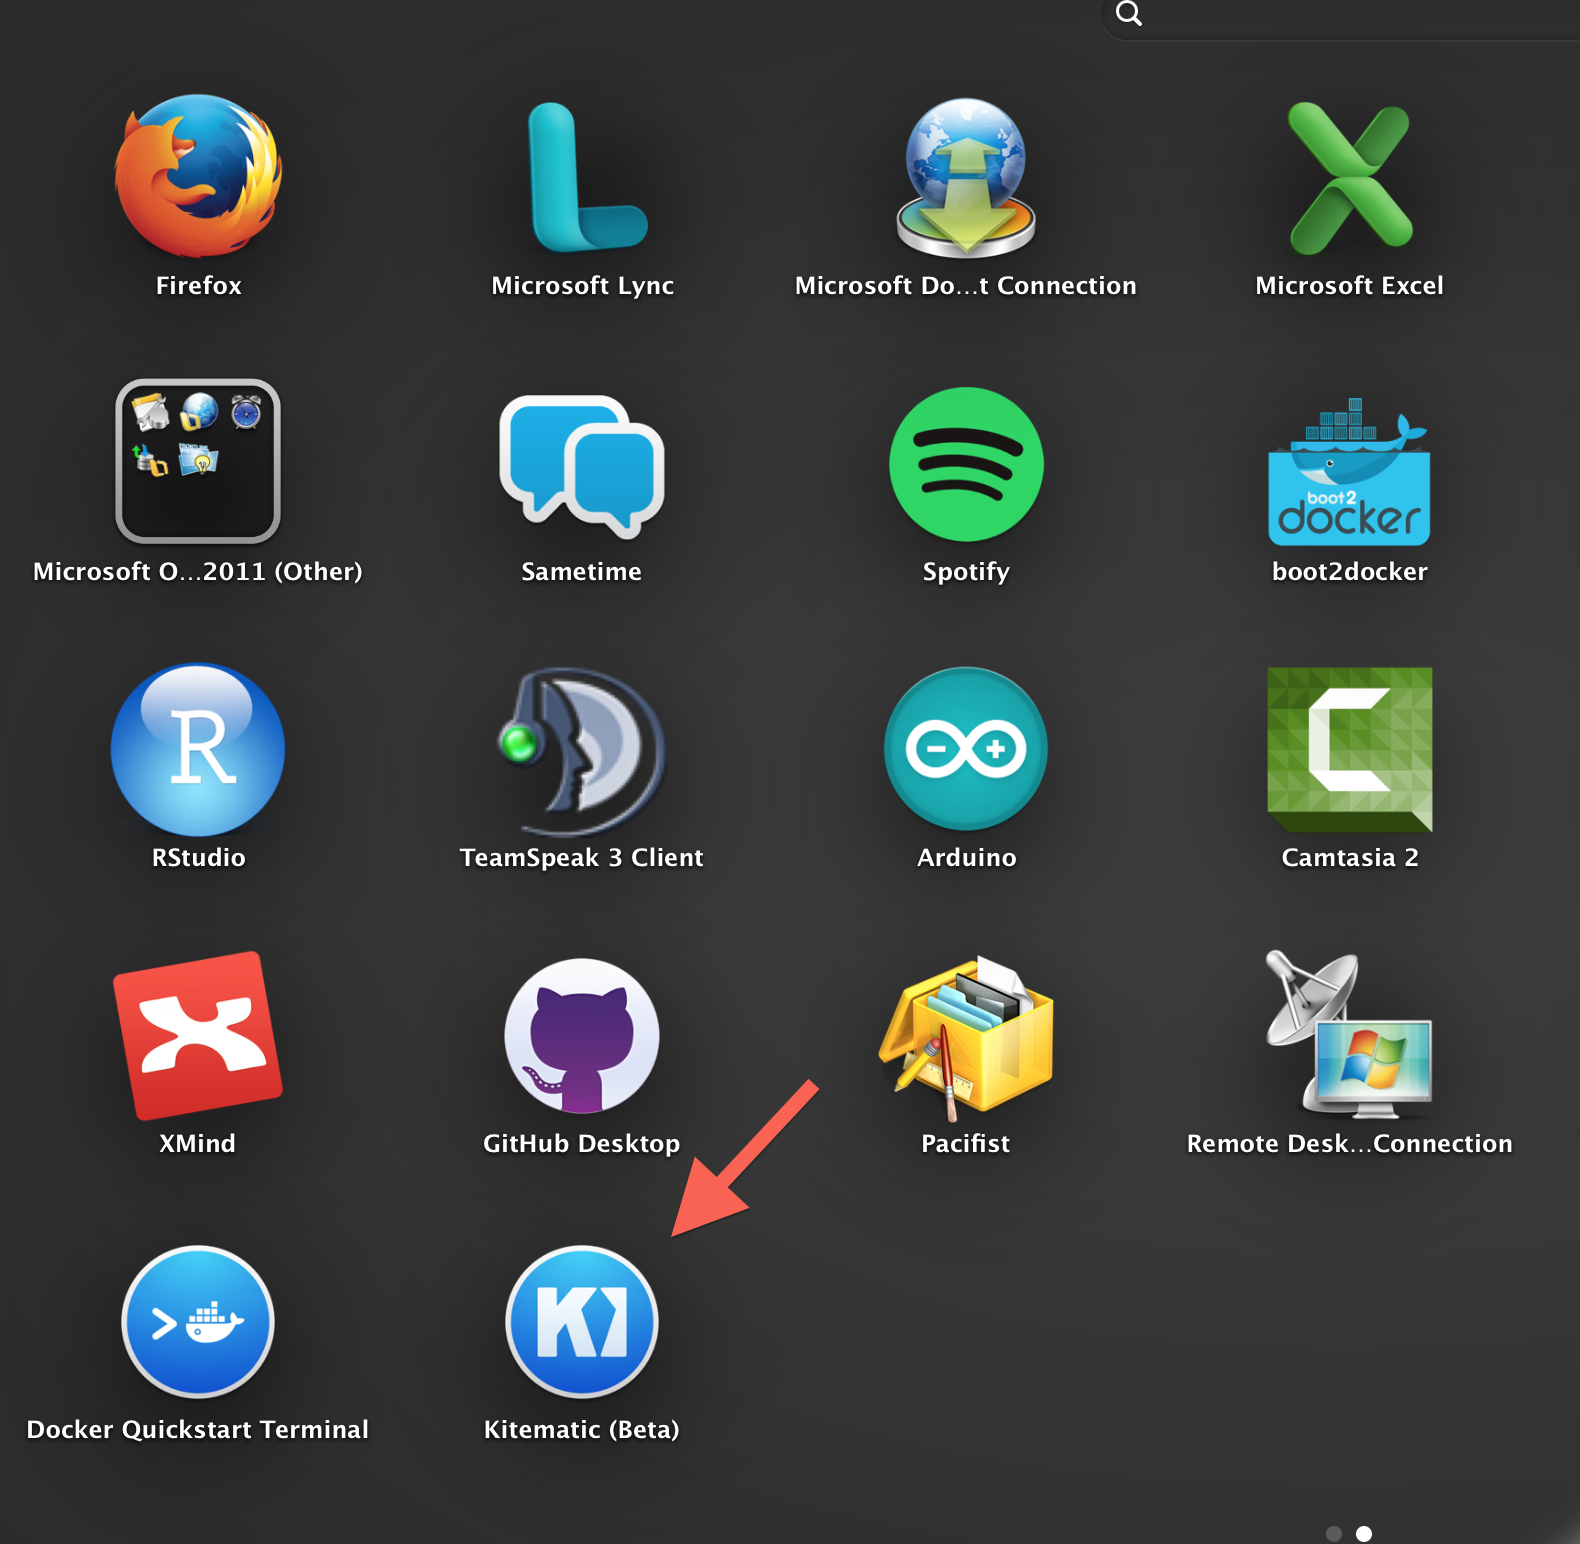 Firefox
Microsoft Lync
Microsoft Do...t Connection
Microsoft Excel
Microsoft O...2011 (Other)
Sametime
Spotify
boot2
docker
boot2docker
R
RStudio
TeamSpeak 3 Client
Arduino
Camtasia 2
XMind
GitHub Desktop
Pacifist
Remote Desk...Connection
Docker Quickstart Terminal
Kitematic (Beta)